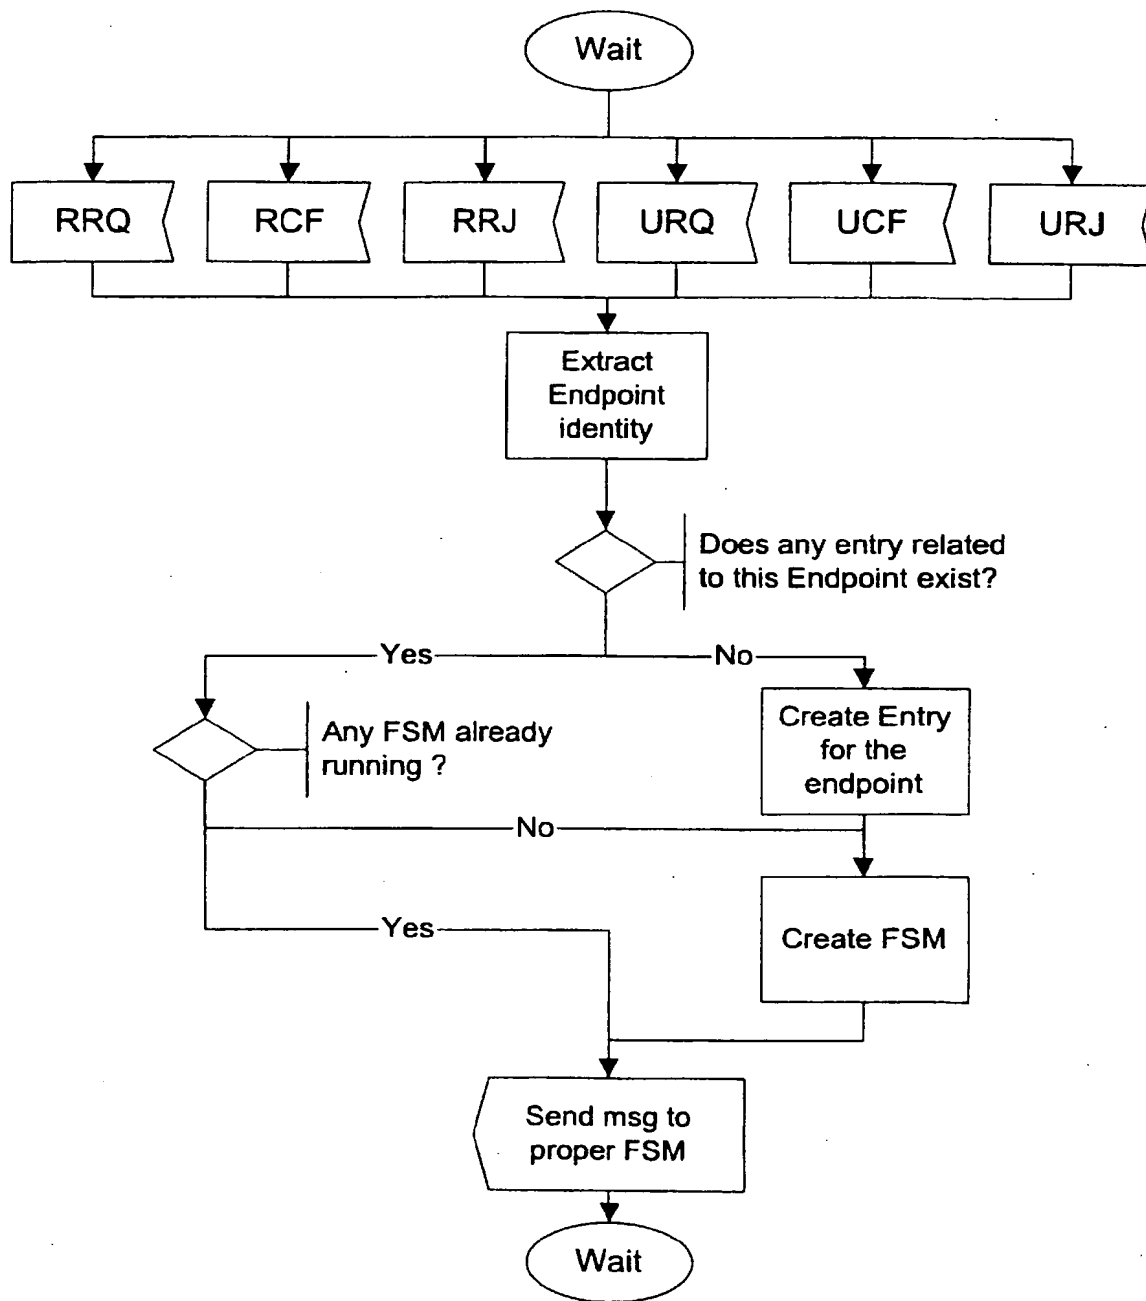 Wait
RRQ
RCF
RRJ
URQ
UCF
URJ
Extract
Endpoint
identity
Does any entry related
to this Endpoint exist?
Yes
No
Any FSM already
running ?
Create Entry
for the
endpoint
No
Create FSM
Yes
Send msg to
proper FSM
Wait